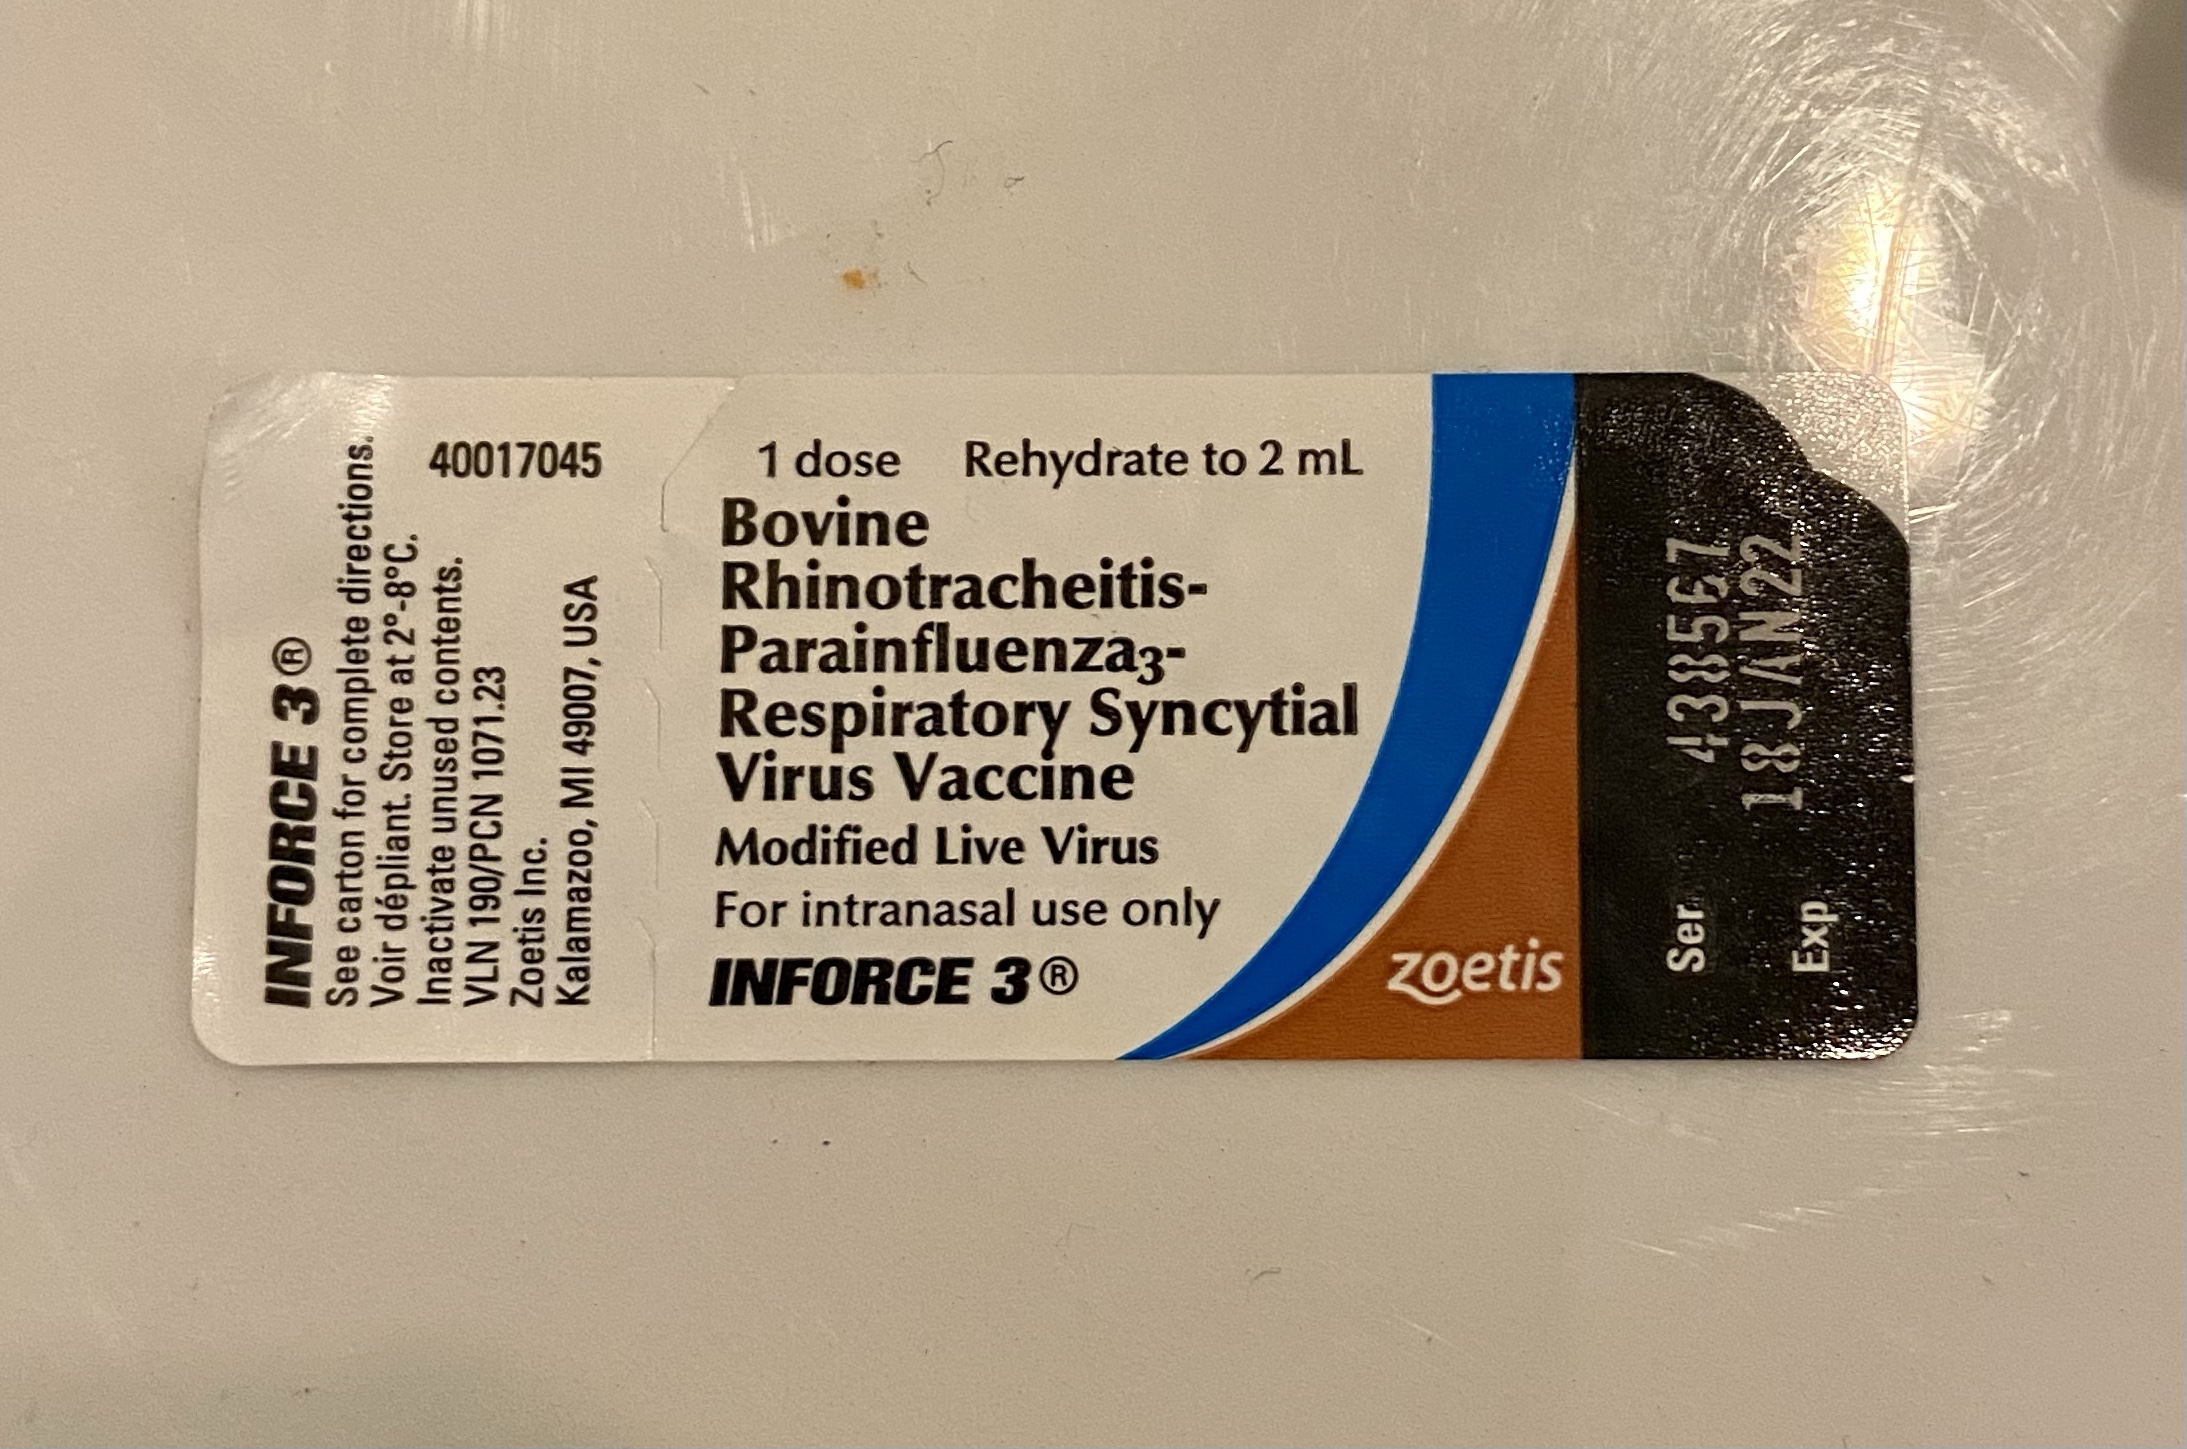 INFORCE 3®
See carton for complete directions.
Voir dépliant. Store at 2°-8°C.
Inactivate unused contents.
VLN 190/PCN 1071.23
Zoetis Inc.
Kalamazoo, MI 49007, USA
40017045
1 dose Rehydrate to 2 mL
Bovine
Rhinotracheitis-
Parainfluenza3-
Respiratory Syncytial
Virus Vaccine
Modified Live Virus
For intranasal use only
INFORCE 3®
zoetis
Ser 438567
Exp 18JAN22